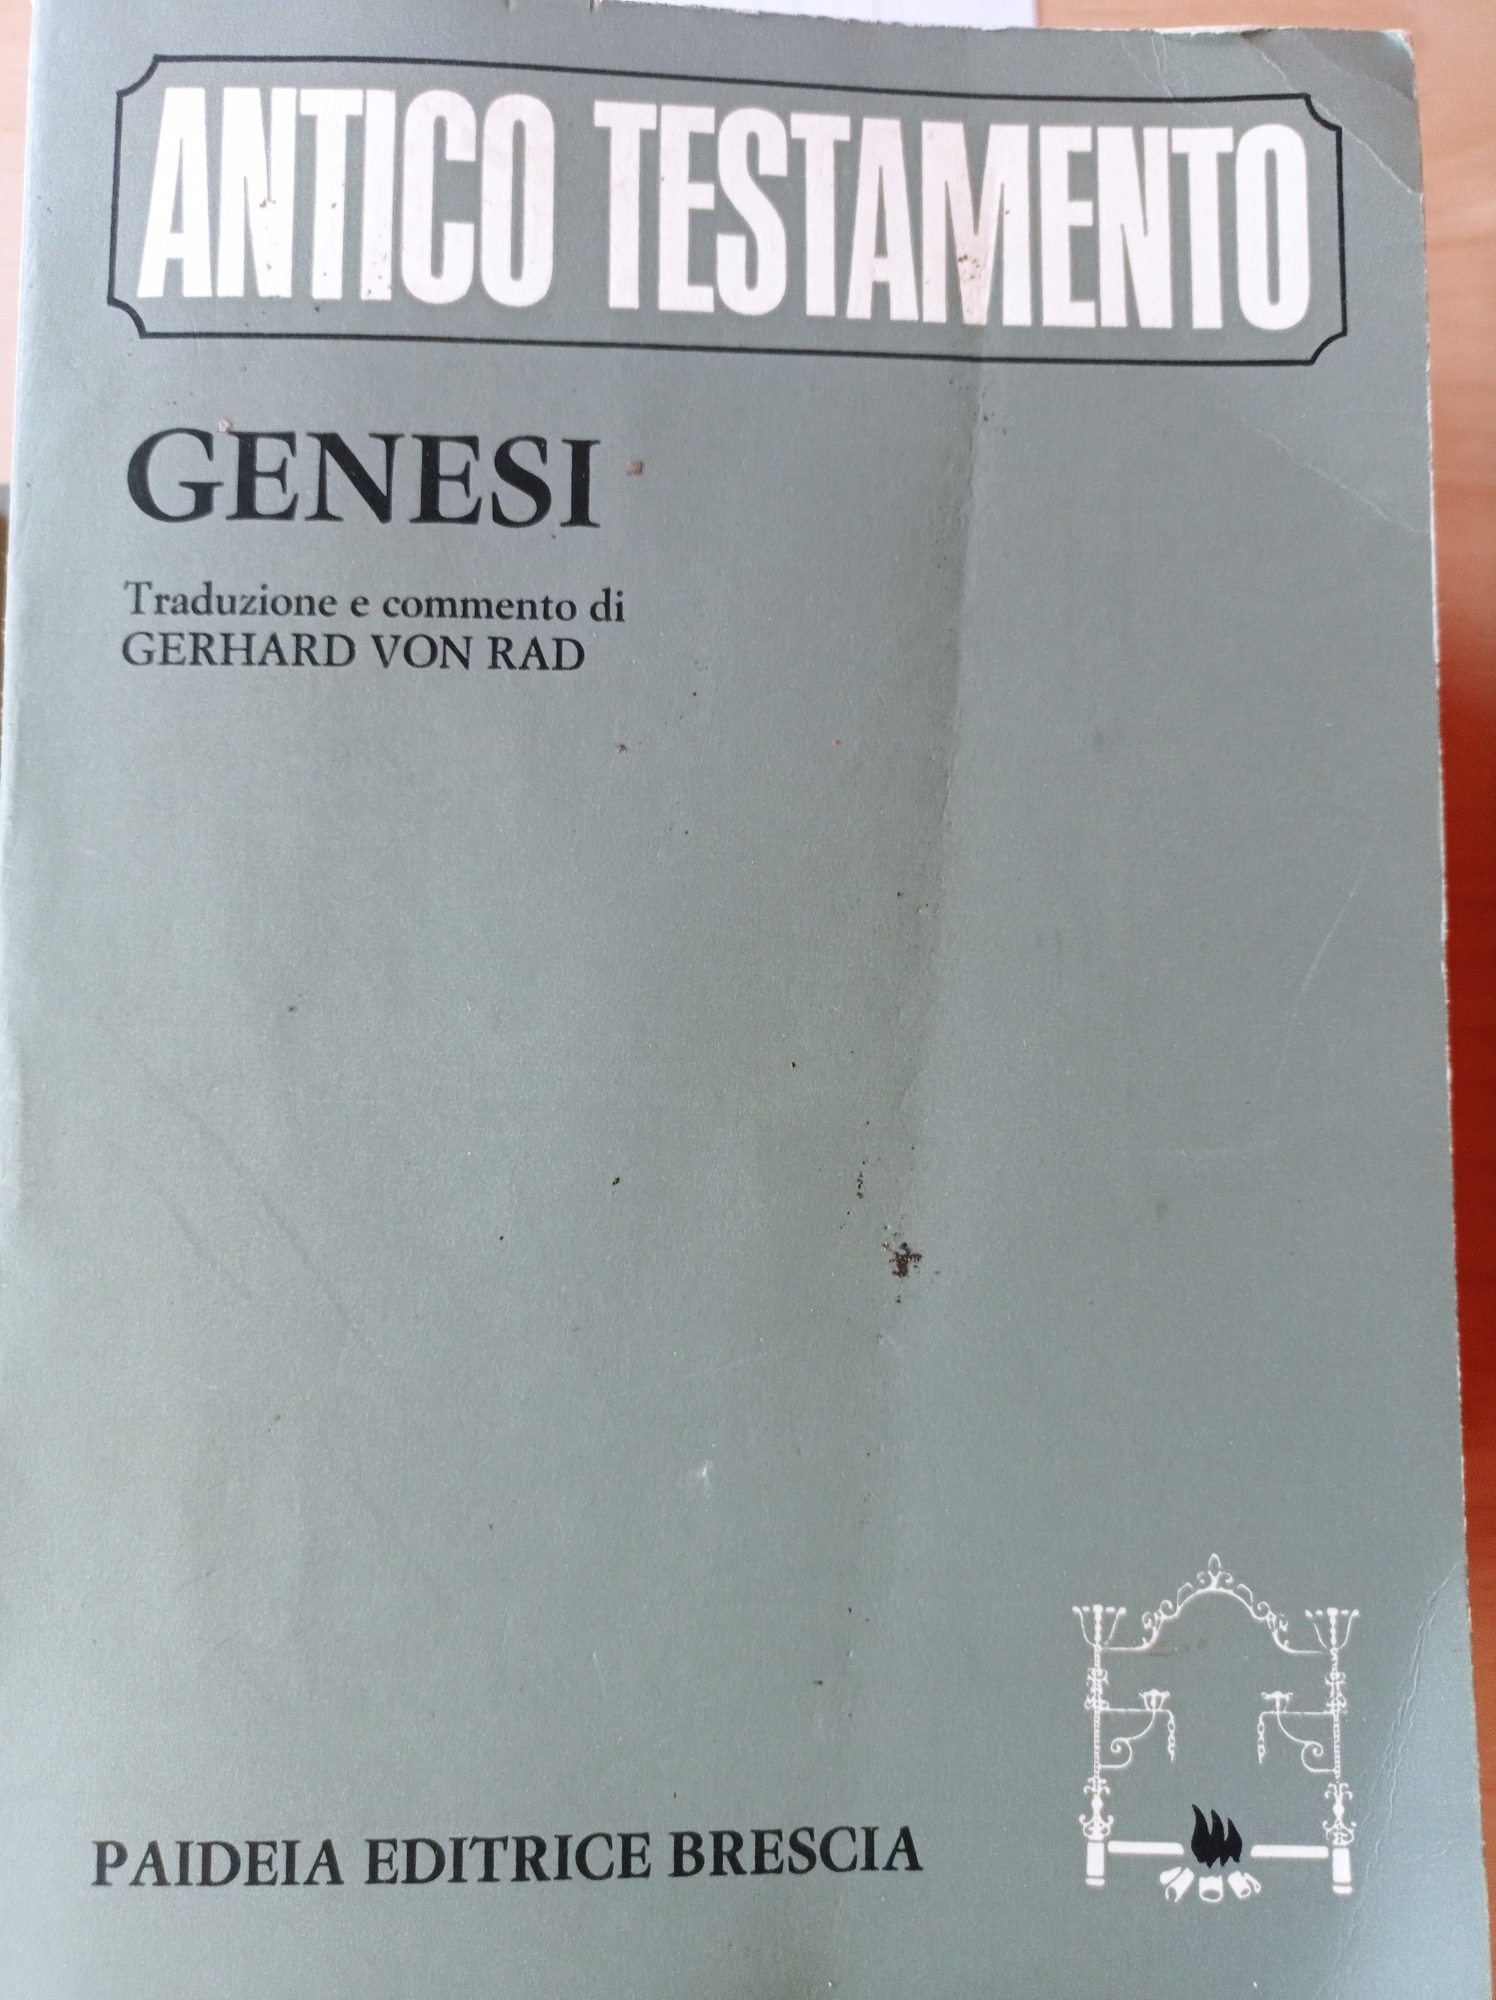 ANTICO TESTAMENTO
GENESI
Traduzione e commento di
GERHARD VON RAD
PAIDEIA EDITRICE BRESCIA